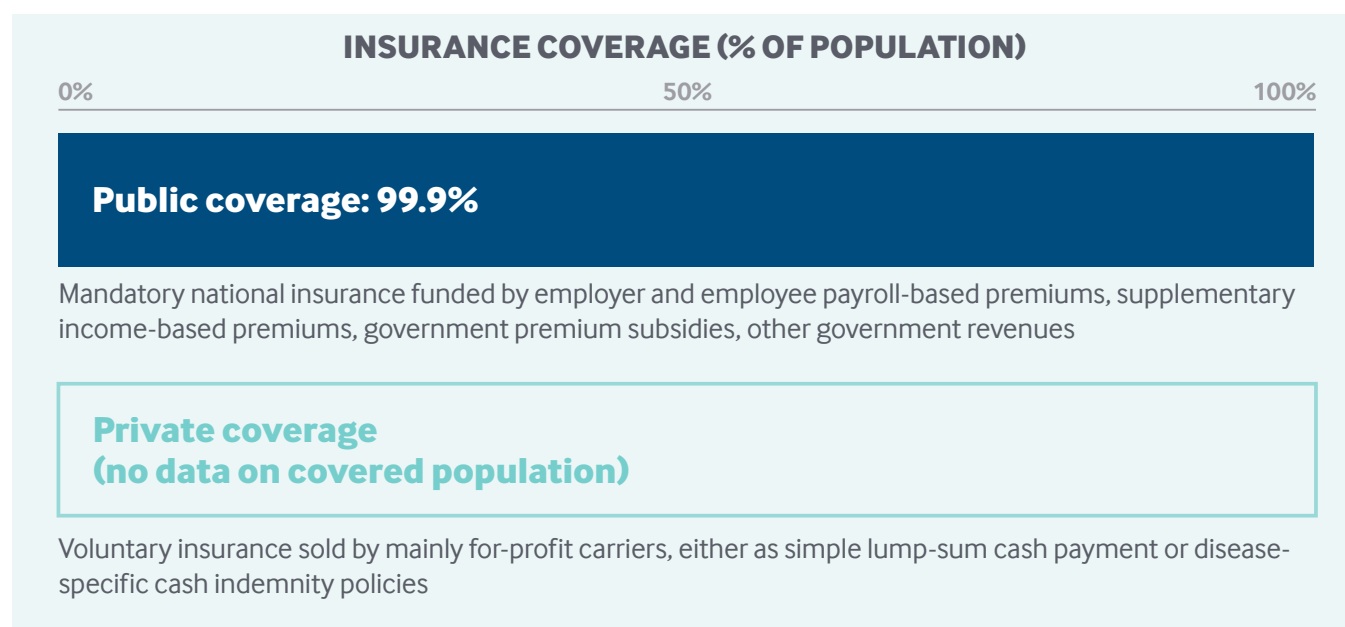 INSURANCE COVERAGE (% OF POPULATION)
0% 50% 100%
Public coverage: 99.9%
Mandatory national insurance funded by employer and employee payroll-based premiums, supplementary
income-based premiums, government premium subsidies, other government revenues
Private coverage
(no data on covered population)
Voluntary insurance sold by mainly for-profit carriers, either as simple lump-sum cash payment or disease-
specific cash indemnity policies